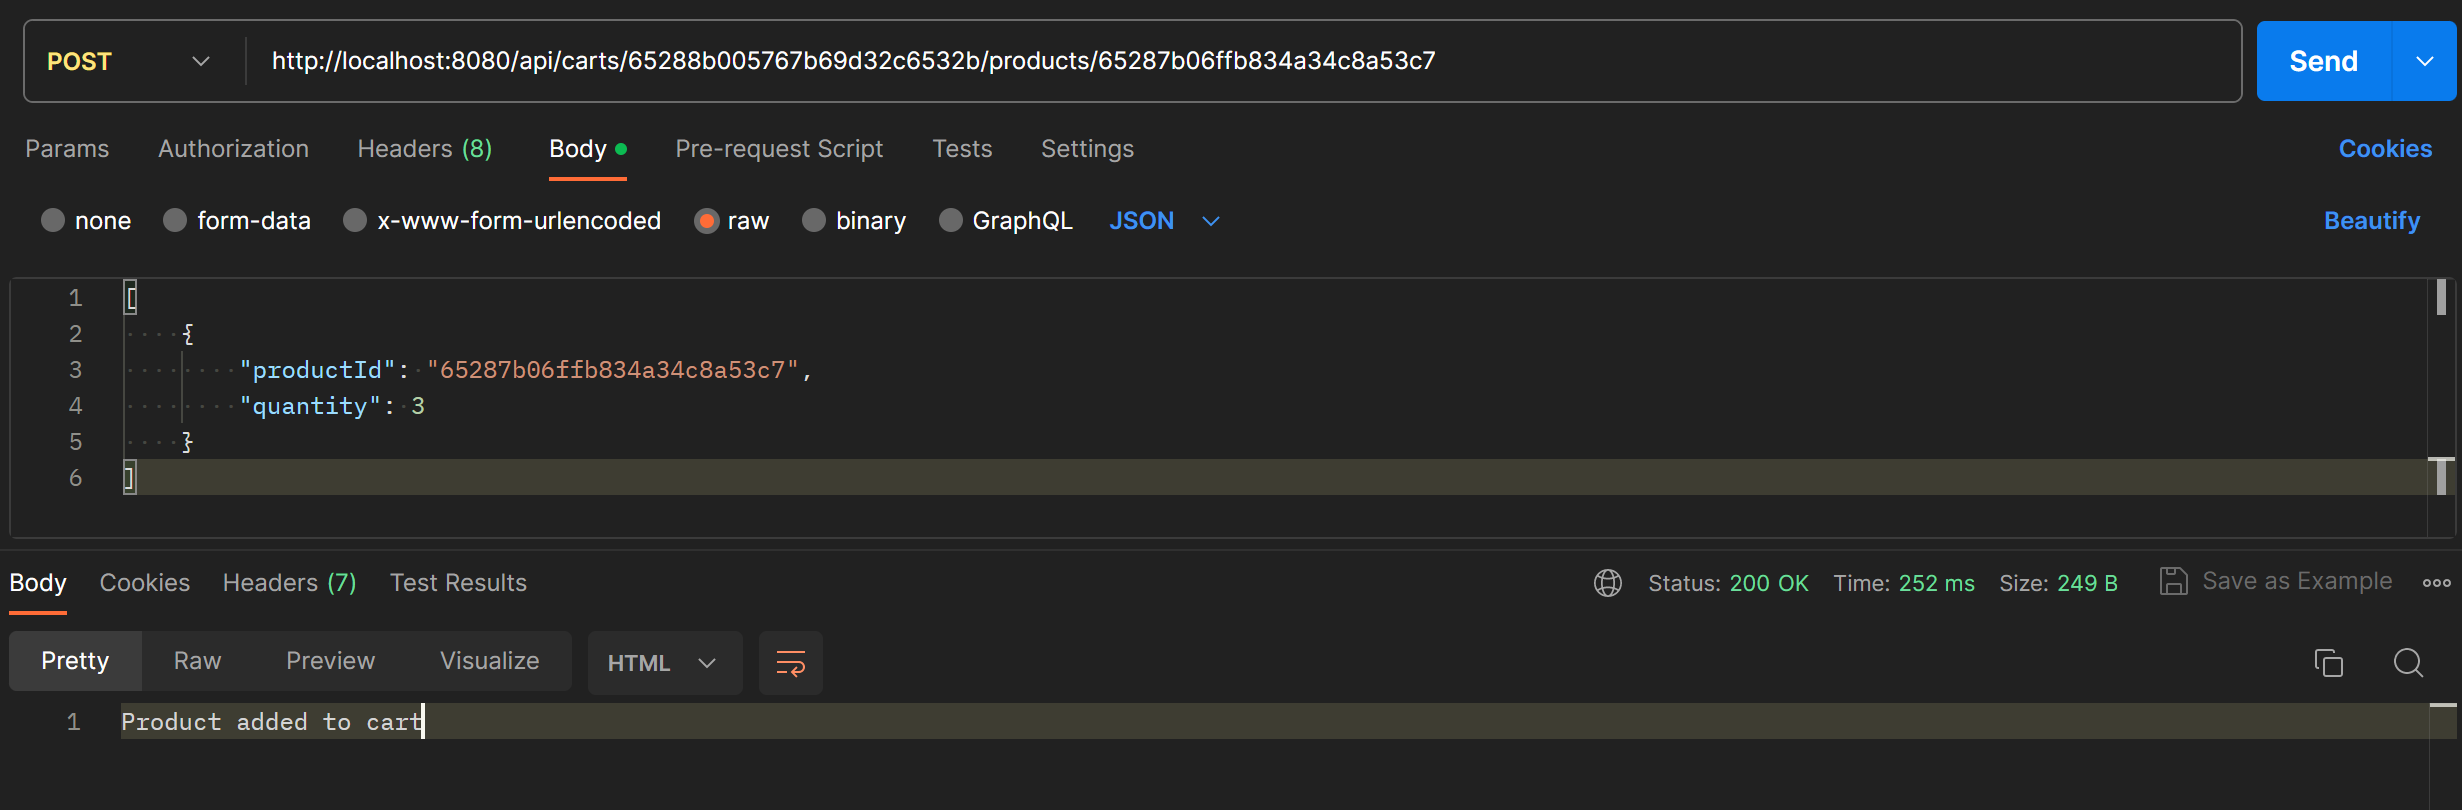 POST http://localhost:8080/api/carts/65288b005767b69d32c6532b/products/65287b06ffb834a34c8a53c7 Send
Params Authorization Headers (8) Body Pre-request Script Tests Settings Cookies
none form-data x-www-form-urlencoded raw binary GraphQL JSON Beautify
1 [
2 {
3 "productId": "65287b06ffb834a34c8a53c7",
4 "quantity": 3
5 }
6 ]
Body Cookies Headers (7) Test Results Status: 200 OK Time: 252 ms Size: 249 B Save as Example
Pretty Raw Preview Visualize HTML
1 Product added to cart